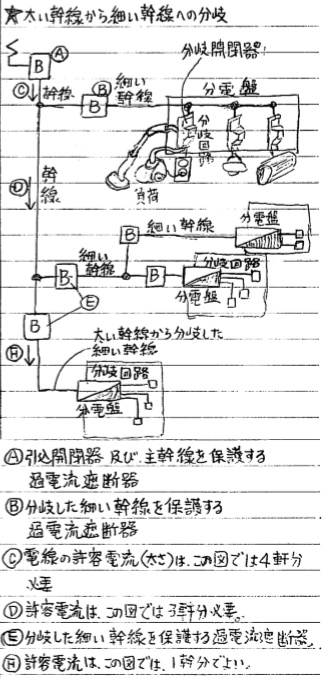 ★太い幹線から細い幹線への分岐
Ⓐ
B
Ⓒ
幹線
B
Ⓑ
細い
幹線
分岐開閉器
分電盤
分岐回路
負荷
Ⓓ
幹線
細い幹線
B
分電盤
細い
幹線
B
B
分岐回路
分電盤
Ⓔ
B
Ⓗ
太い幹線から分岐した
細い幹線
分岐回路
分電盤
Ⓐ引込開閉器 及び 主幹線を保護する
過電流遮断器
Ⓑ分岐した細い幹線を保護する
過電流遮断器
Ⓒ電線の許容電流(太さ)は、この図では4軒分
必要
Ⓓ許容電流は、この図では3軒分必要。
Ⓔ分岐した細い幹線を保護する過電流遮断器。
Ⓗ許容電流は、この図では、1幹分でよい。